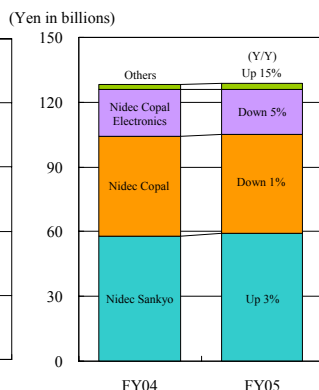 (Yen in billions)
150
(Y/Y)
Others
Up 15%
120
Nidec Copal
Electronics
Down 5%
90
Nidec Copal
Down 1%
60
Nidec Sankyo
Up 3%
30
0
FY04
FY05